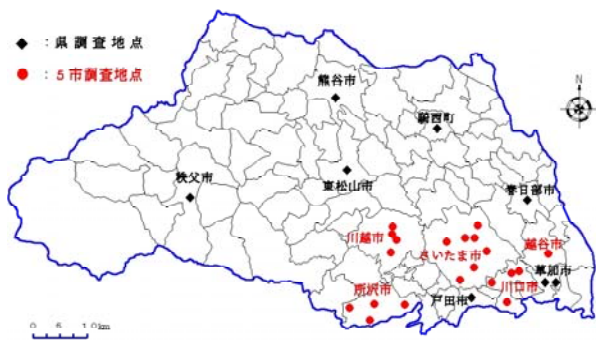 ◆ : 県調査地点
● : 5市調査地点
熊谷市
騎西町
N
秩父市
東松山市
春日部市
川越市
さいたま市
越谷市
草加市
所沢市
戸田市
川口市
0 5 10km